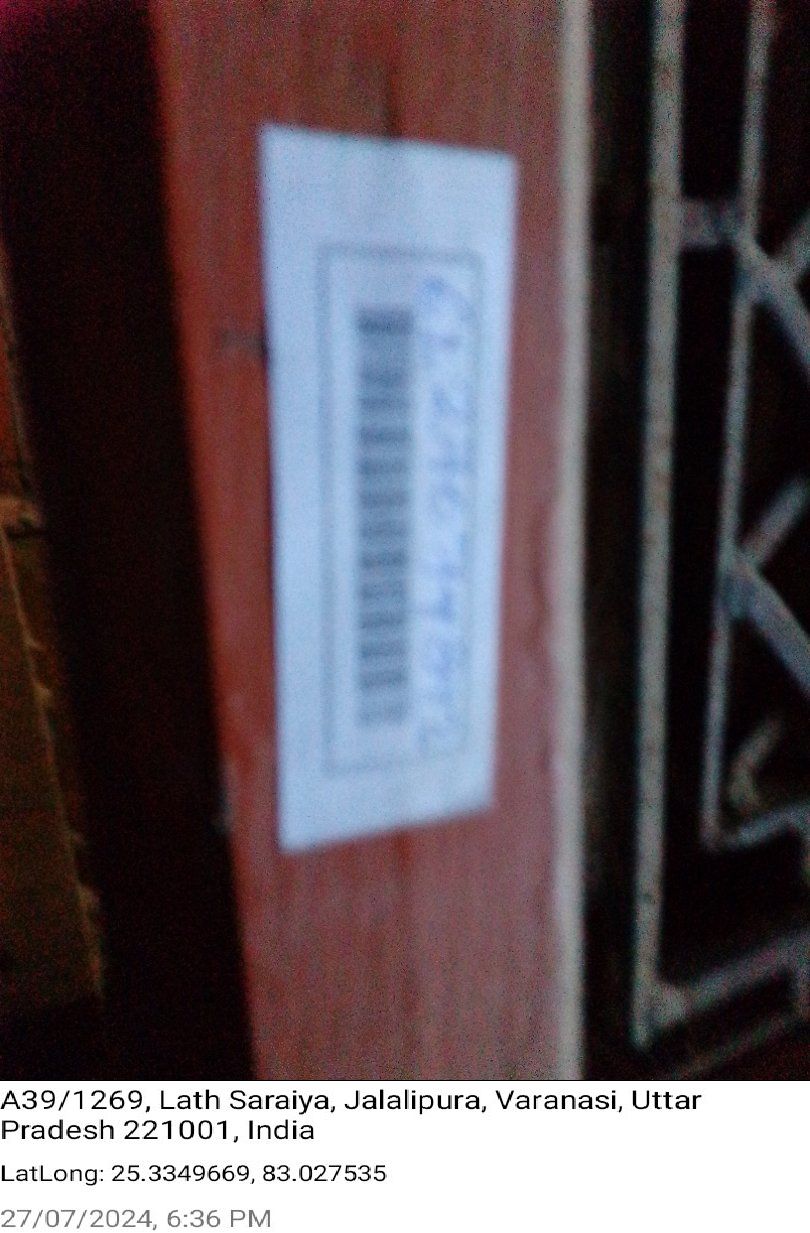 A39/1269, Lath Saraiya, Jalalipura, Varanasi, Uttar
Pradesh 221001, India
LatLong: 25.3349669, 83.027535
27/07/2024, 6:36 PM